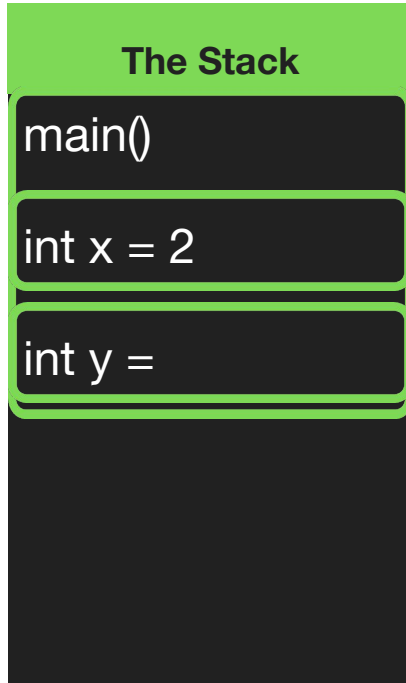 The Stack
main()
int x = 2
int y =